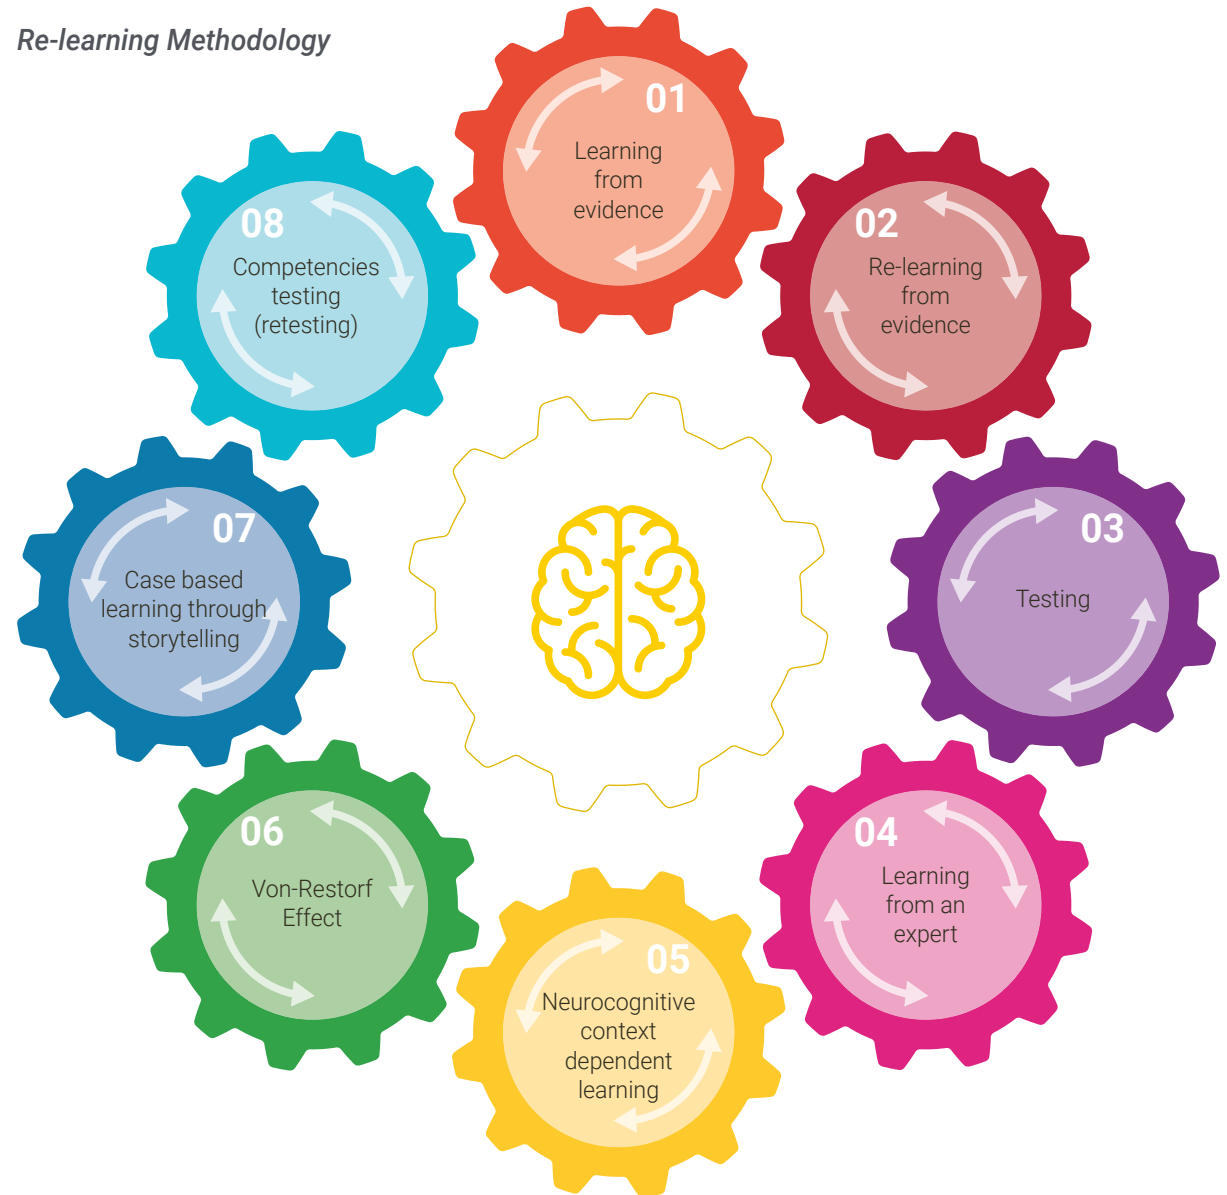 Re-learning Methodology
01
Learning
from
evidence
02
Re-learning
from
evidence
03
Testing
04
Learning
from an
expert
05
Neurocognitive
context
dependent
learning
06
Von-Restorf
Effect
07
Case based
learning through
storytelling
08
Competencies
testing
(retesting)